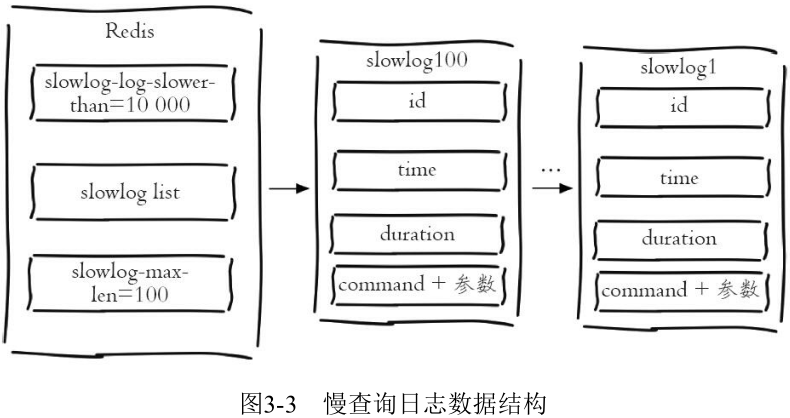 Redis
slowlog-log-slower-
than=10 000
slowlog list
slowlog-max-
len=100
slowlog100
id
time
duration
command + 参数
...
slowlog1
id
time
duration
command + 参数
图3-3 慢查询日志数据结构